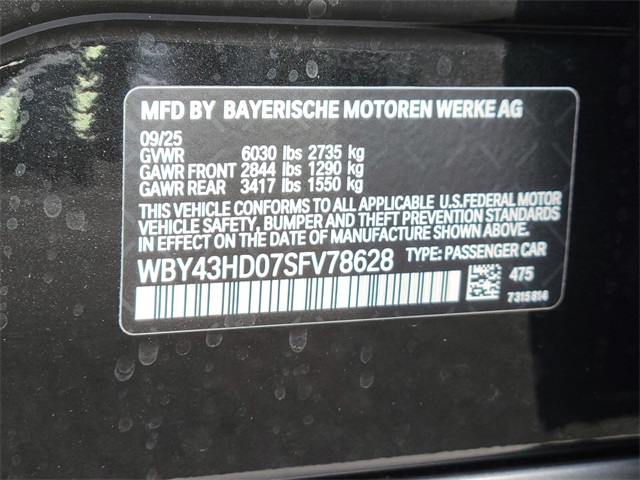 MFD BY BAYERISCHE MOTOREN WERKE AG
09/25
GVWR 6030 lbs 2735 kg
GAWR FRONT 2844 lbs 1290 kg
GAWR REAR 3417 lbs 1550 kg
THIS VEHICLE CONFORMS TO ALL APPLICABLE U.S.FEDERAL MOTOR
VEHICLE SAFETY, BUMPER AND THEFT PREVENTION STANDARDS
IN EFFECT ON THE DATE OF MANUFACTURE SHOWN ABOVE.
WBY43HD07SFV78628 TYPE: PASSENGER CAR
475
7315814